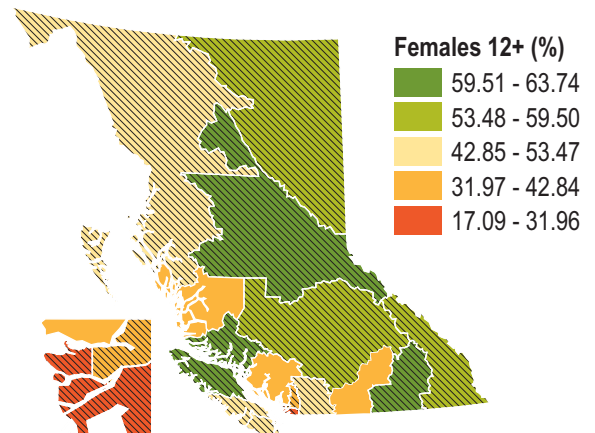 Females 12+ (%)
59.51 - 63.74
53.48 - 59.50
42.85 - 53.47
31.97 - 42.84
17.09 - 31.96